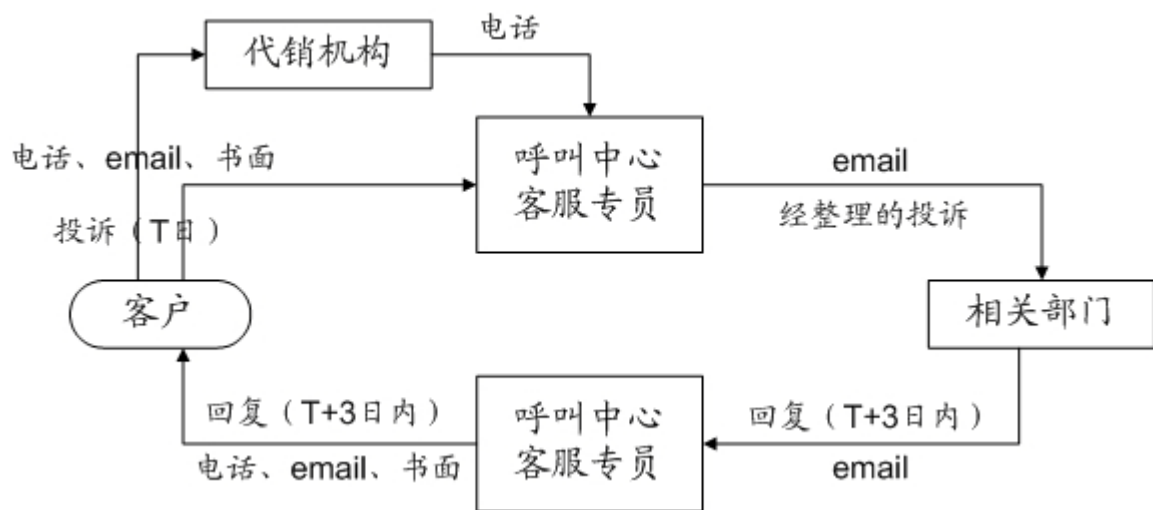 代销机构
电话
呼叫中心
客服专员
电话、email、书面
email
经整理的投诉
投诉（T日）
客户
相关部门
回复（T+3日内）
电话、email、书面
呼叫中心
客服专员
回复（T+3日内）
email